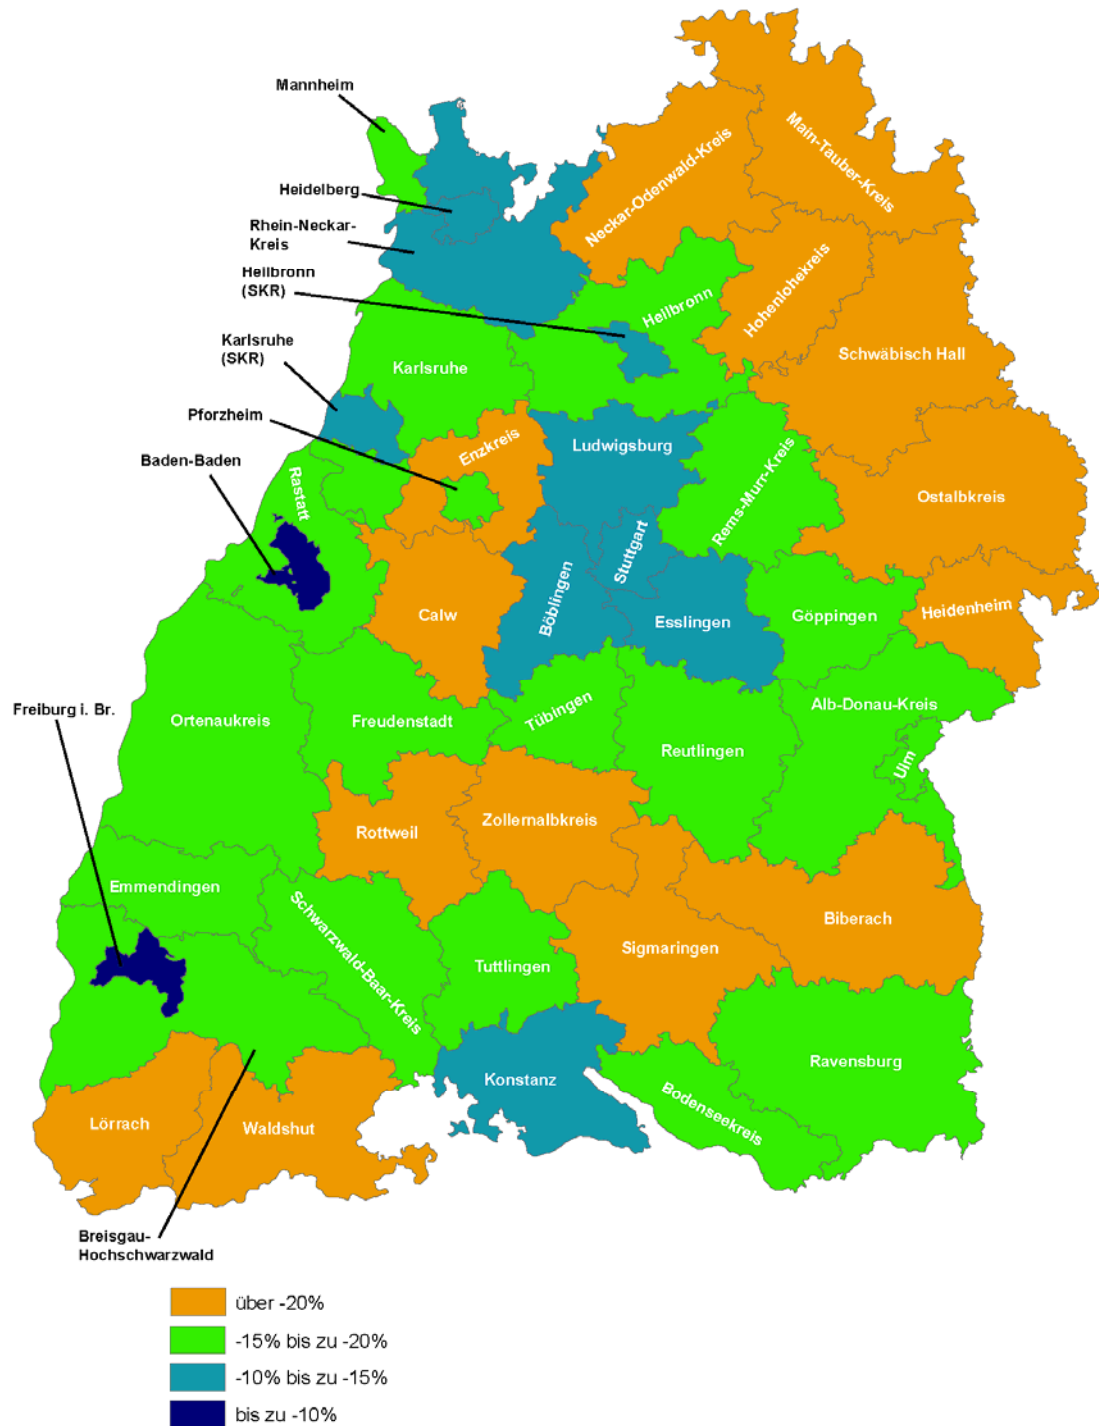 Mannheim
Main-Tauber-Kreis
Neckar-Odenwald-Kreis
Heidelberg
Rhein-Neckar-
Kreis
Heilbronn
(SKR)
Hohenlohekreis
Heilbronn
Karlsruhe
(SKR)
Karlsruhe
Schwäbisch Hall
Pforzheim
Enzkreis
Ludwigsburg
Baden-Baden
Rastatt
Rems-Murr-Kreis
Ostalbkreis
Stuttgart
Böblingen
Calw
Esslingen
Göppingen
Heidenheim
Freiburg i. Br.
Ortenaukreis
Freudenstadt
Tübingen
Reutlingen
Alb-Donau-Kreis
Ulm
Rottweil
Zollernalbkreis
Emmendingen
Schwarzwald-Baar-Kreis
Tuttlingen
Sigmaringen
Biberach
Konstanz
Ravensburg
Bodenseekreis
Lörrach
Waldshut
Breisgau-
Hochschwarzwald
über -20%
-15% bis zu -20%
-10% bis zu -15%
bis zu -10%